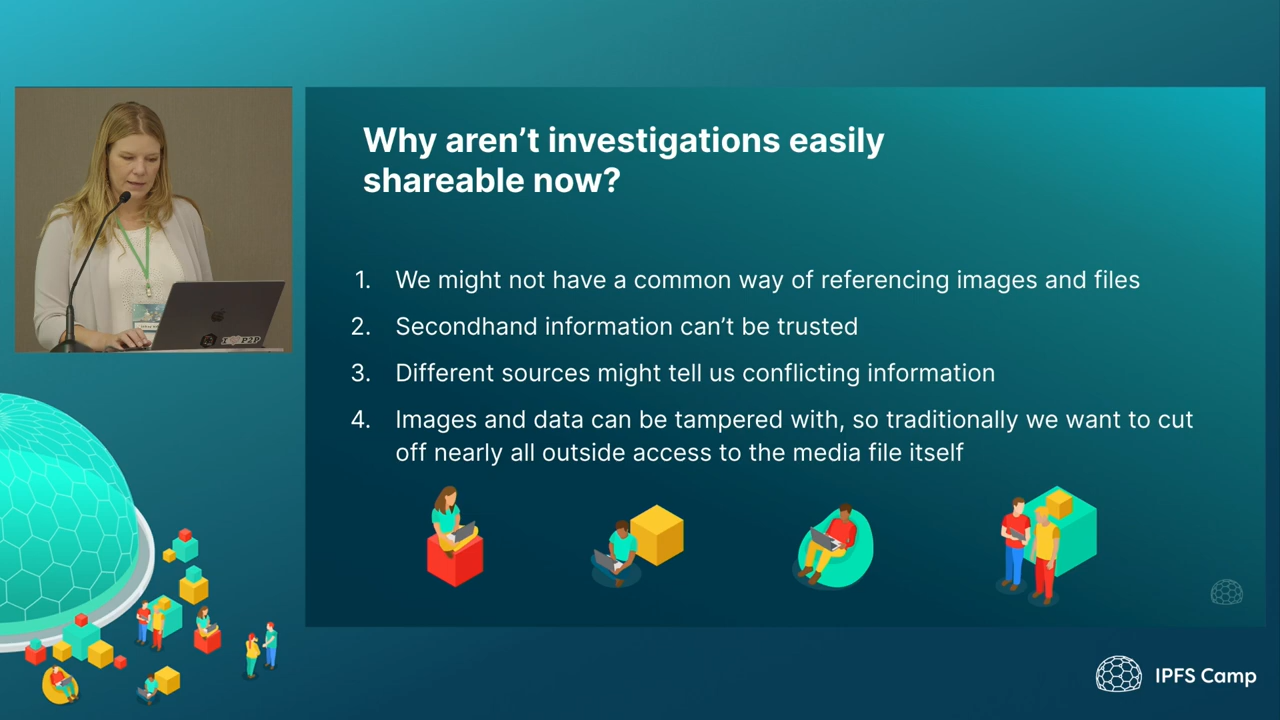 Why aren’t investigations easily
shareable now?
1. We might not have a common way of referencing images and files
2. Secondhand information can’t be trusted
3. Different sources might tell us conflicting information
4. Images and data can be tampered with, so traditionally we want to cut
off nearly all outside access to the media file itself
IPFS Camp